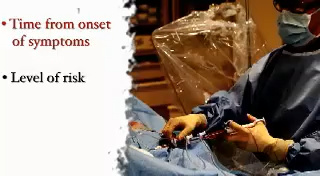 • Time from onset
of symptoms
• Level of risk